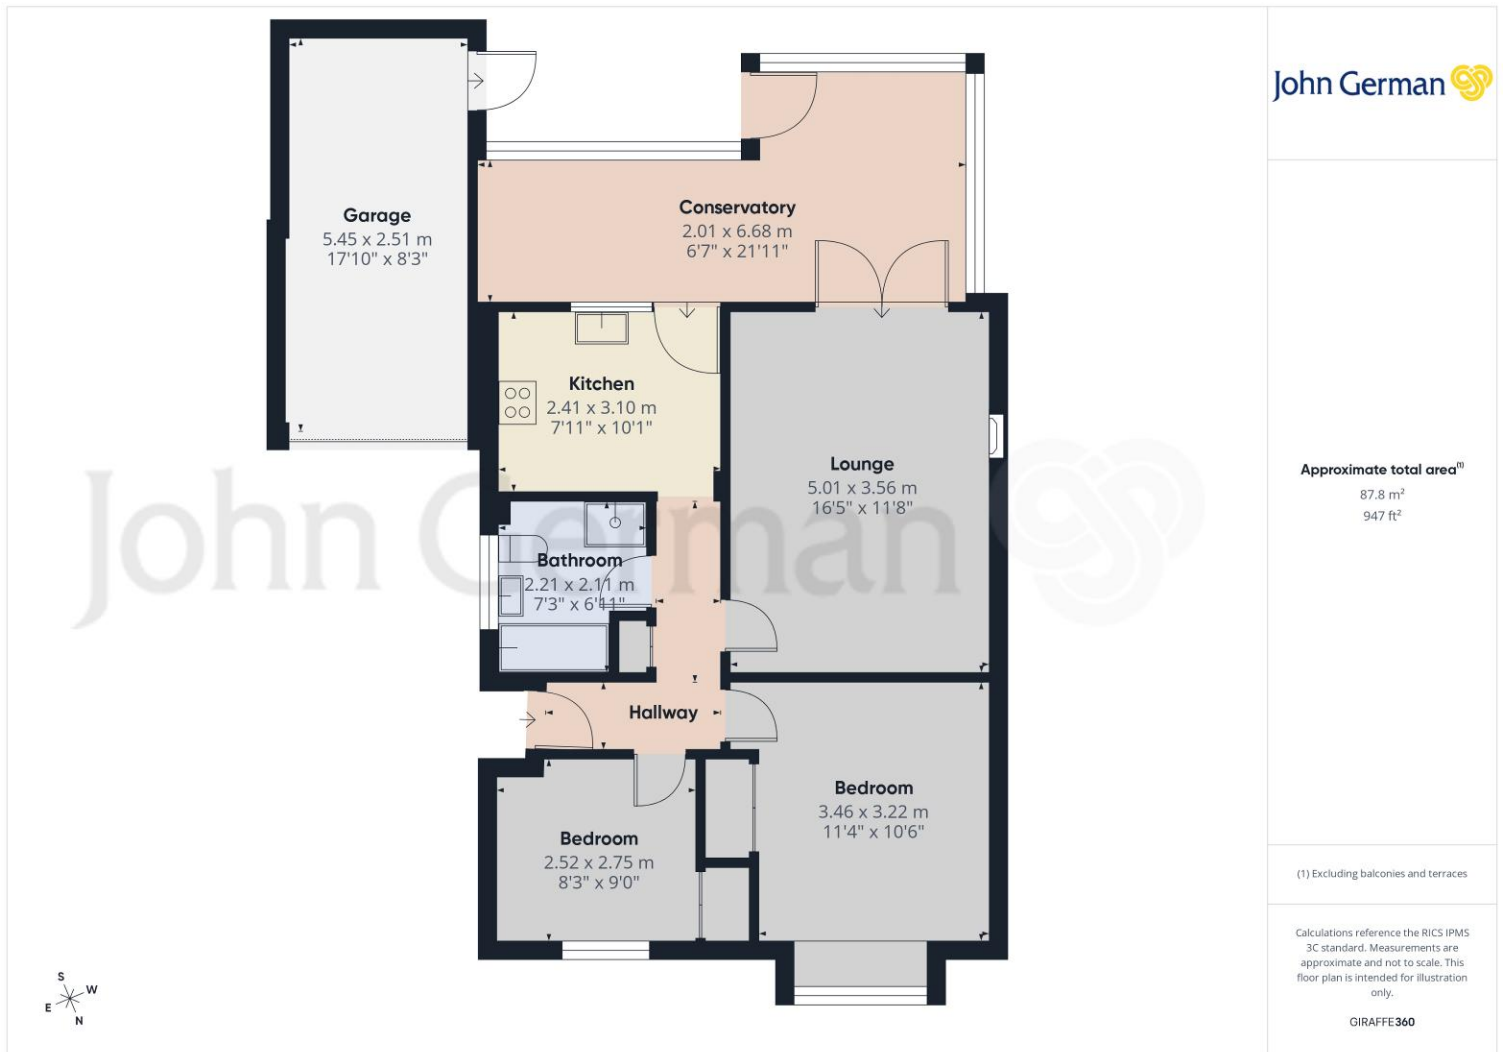 John German
Garage
5.45 x 2.51 m
17'10" x 8'3"
Conservatory
2.01 x 6.68 m
6'7" x 21'11"
Kitchen
2.41 x 3.10 m
7'11" x 10'1"
Lounge
5.01 x 3.56 m
16'5" x 11'8"
John German
Bathroom
2.21 x 2.11 m
7'3" x 6'11"
Hallway
Bedroom
3.46 x 3.22 m
11'4" x 10'6"
Bedroom
2.52 x 2.75 m
8'3" x 9'0"
S
W
E
N
Approximate total area(1)
87.8 m²
947 ft²
(1) Excluding balconies and terraces
Calculations reference the RICS IPMS
3C standard. Measurements are
approximate and not to scale. This
floor plan is intended for illustration
only.
GIRAFFE360